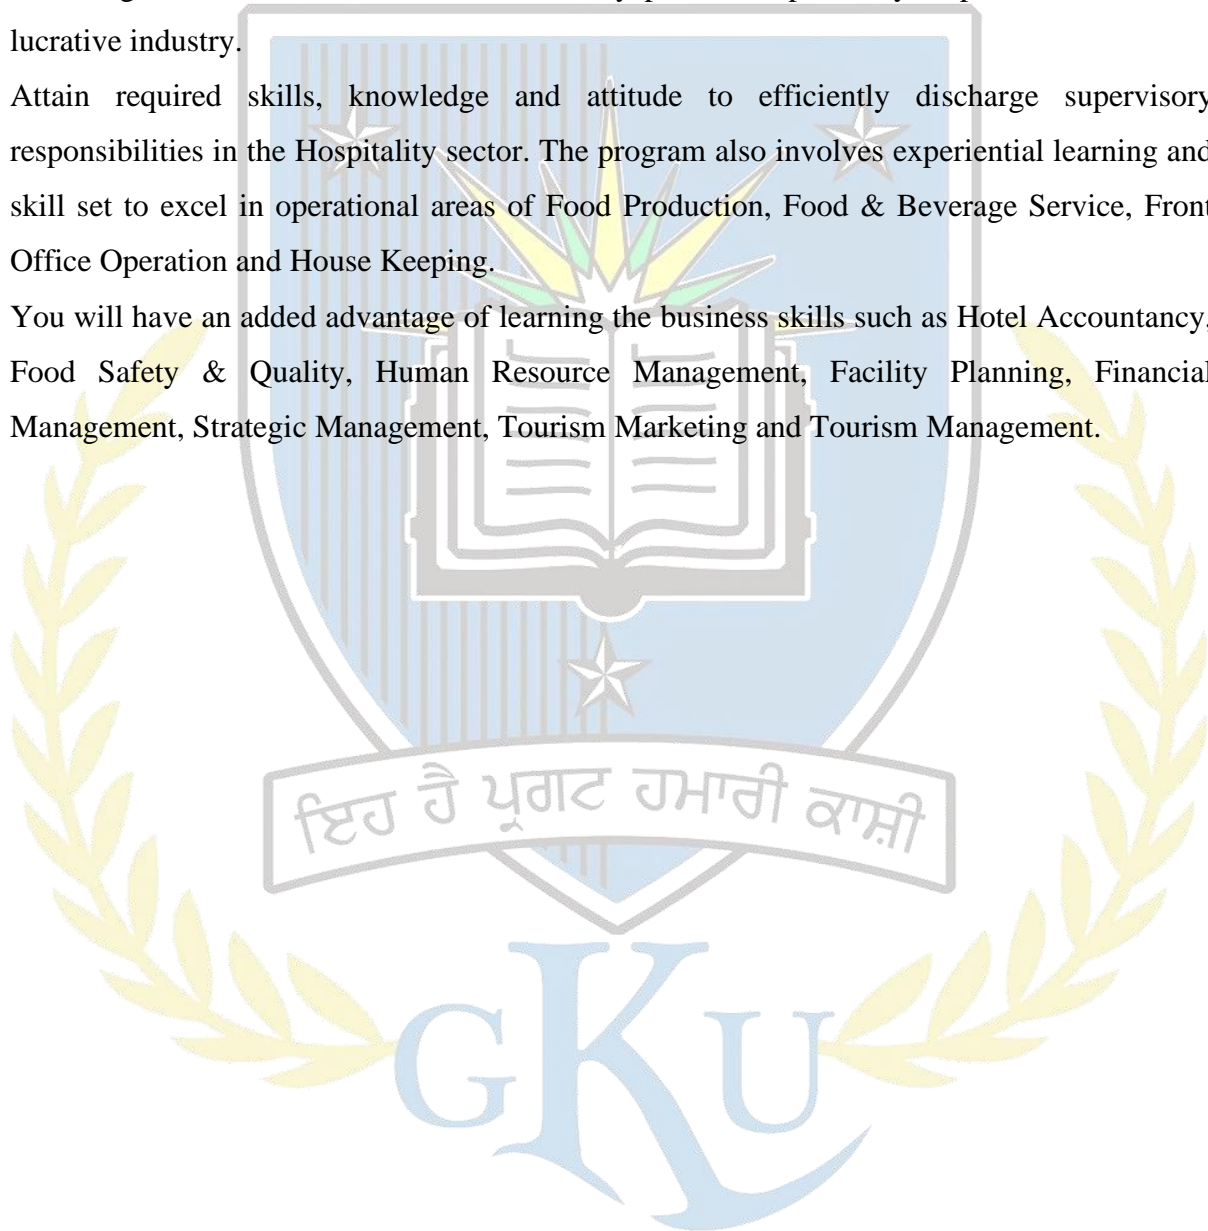 lucrative industry.
Attain required skills, knowledge and attitude to efficiently discharge supervisory
responsibilities in the Hospitality sector. The program also involves experiential learning and
skill set to excel in operational areas of Food Production, Food & Beverage Service, Front
Office Operation and House Keeping.
You will have an added advantage of learning the business skills such as Hotel Accountancy,
Food Safety & Quality, Human Resource Management, Facility Planning, Financial
Management, Strategic Management, Tourism Marketing and Tourism Management.
ਇਹ ਹੈ ਪ੍ਰਗਟ ਹਮਾਰੀ ਕਾਸ਼ੀ
GKU